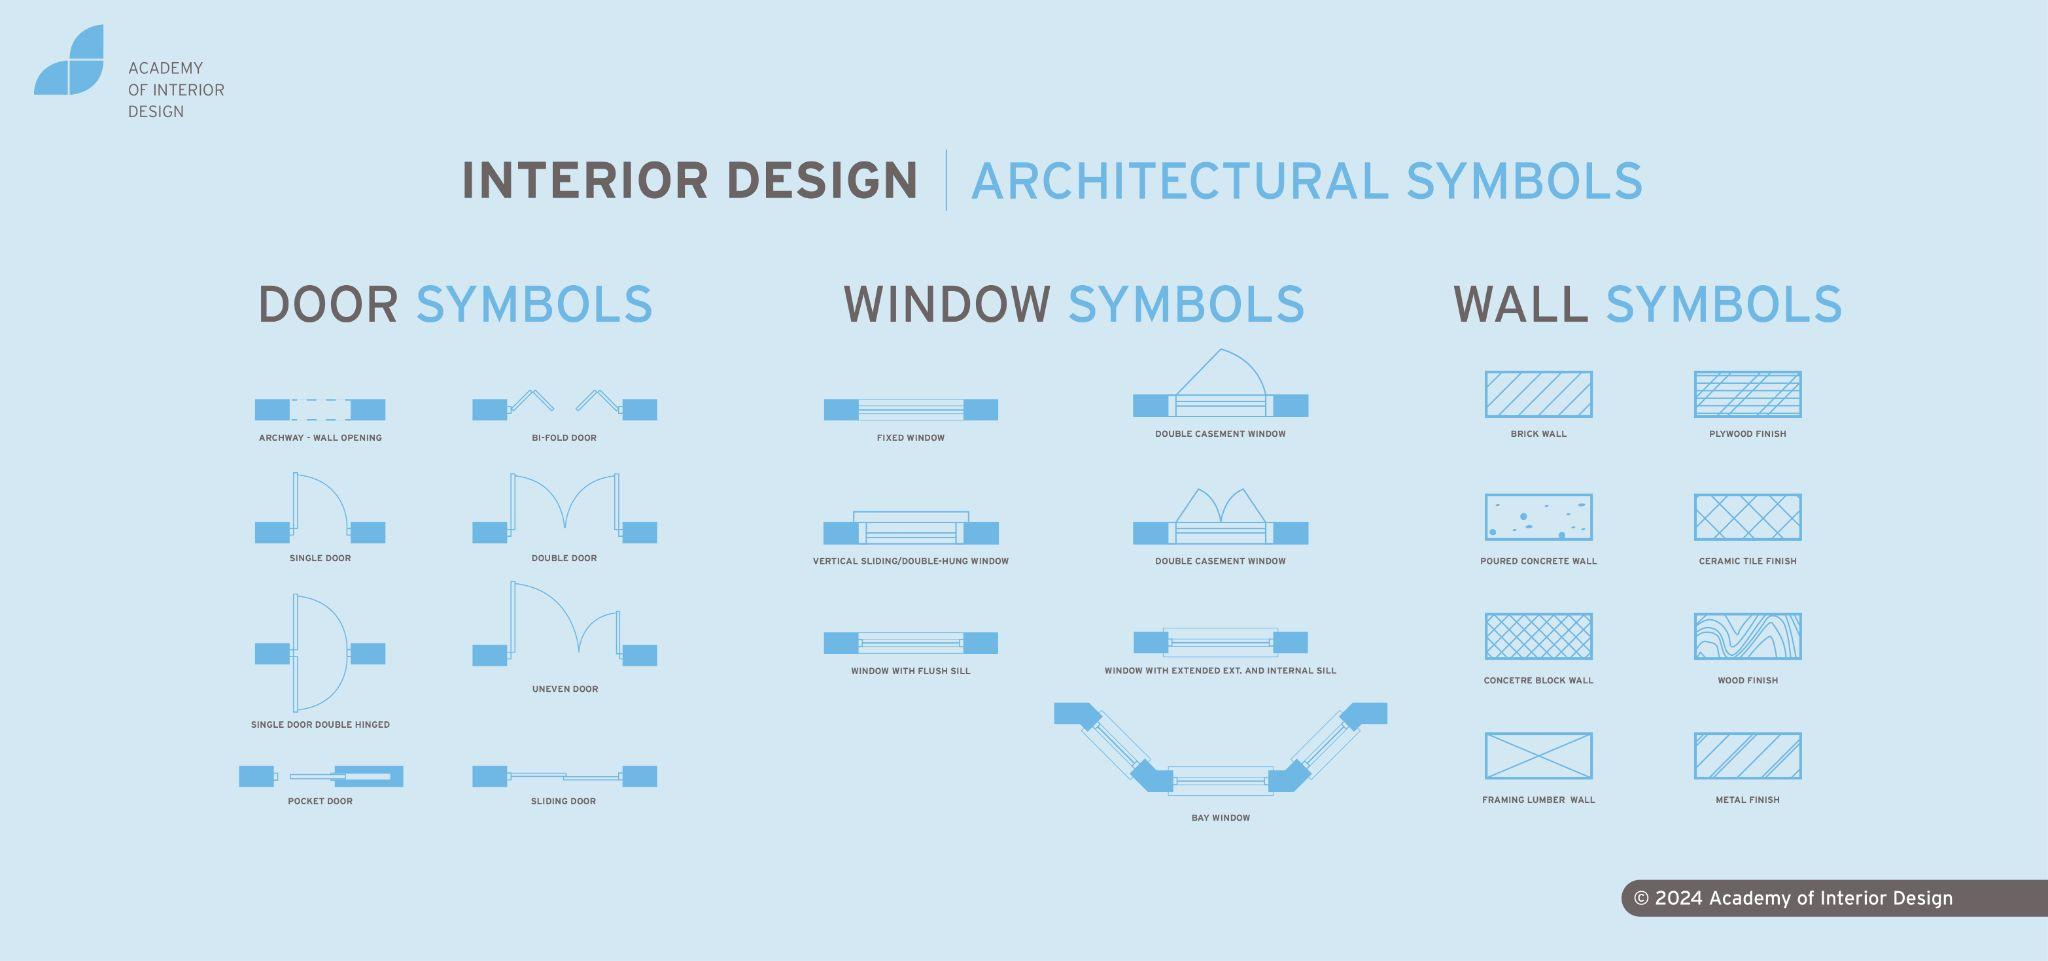 ACADEMY
OF INTERIOR
DESIGN
INTERIOR DESIGN | ARCHITECTURAL SYMBOLS
DOOR SYMBOLS
ARCHWAY - WALL OPENING
BI-FOLD DOOR
SINGLE DOOR
DOUBLE DOOR
UNEVEN DOOR
SINGLE DOOR DOUBLE HINGED
POCKET DOOR
SLIDING DOOR
WINDOW SYMBOLS
FIXED WINDOW
DOUBLE CASEMENT WINDOW
VERTICAL SLIDING/DOUBLE-HUNG WINDOW
DOUBLE CASEMENT WINDOW
WINDOW WITH FLUSH SILL
WINDOW WITH EXTENDED EXT. AND INTERNAL SILL
BAY WINDOW
WALL SYMBOLS
BRICK WALL
PLYWOOD FINISH
POURED CONCRETE WALL
CERAMIC TILE FINISH
CONCETRE BLOCK WALL
WOOD FINISH
FRAMING LUMBER WALL
METAL FINISH
© 2024 Academy of Interior Design